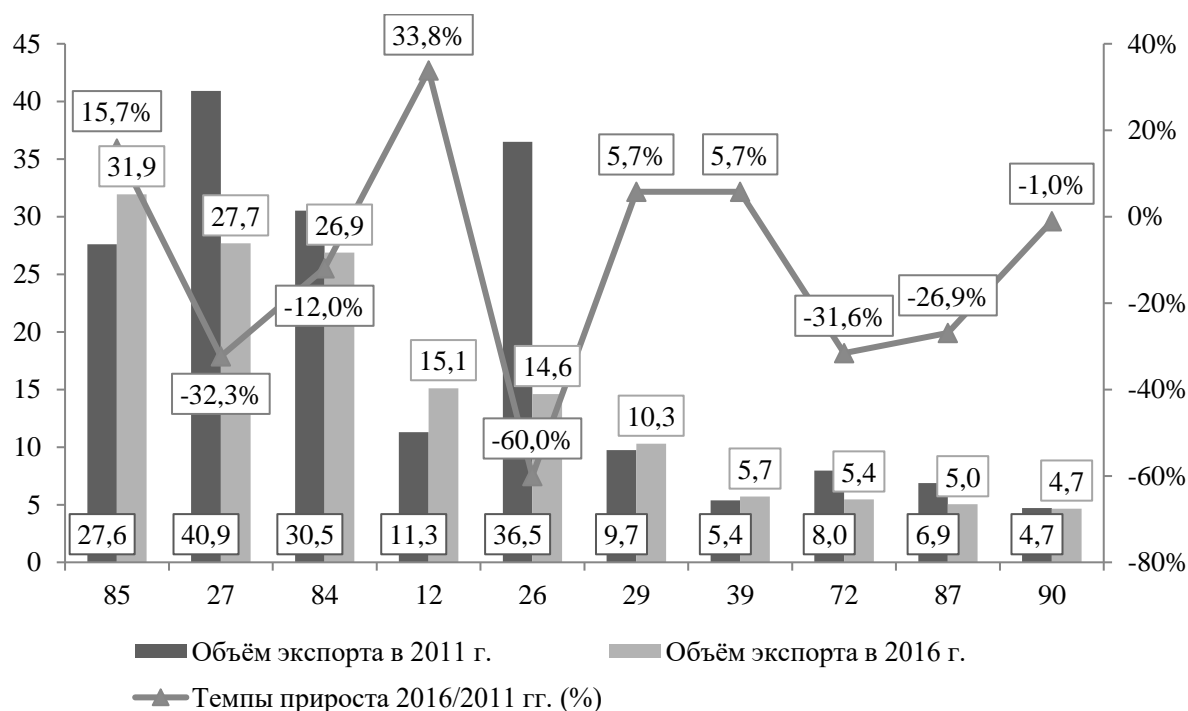 33,8%
45 40%
15,7% 5,7% 5,7%
40 20%
31,9 -1,0%
35 0%
27,7 26,9
30
-12,0% -31,6% -26,9%
25 -20%
20
-32,3% 15,1 14,6
15 -40%
-60,0% 10,3
10 -60%
5,7 5,4 5,0 4,7
5
27,6 40,9 30,5 11,3 36,5 9,7 5,4 8,0 6,9 4,7
0 -80%
85 27 84 12 26 29 39 72 87 90
Объём экспорта в 2011 г. Объём экспорта в 2016 г.
Темпы прироста 2016/2011 гг. (%)